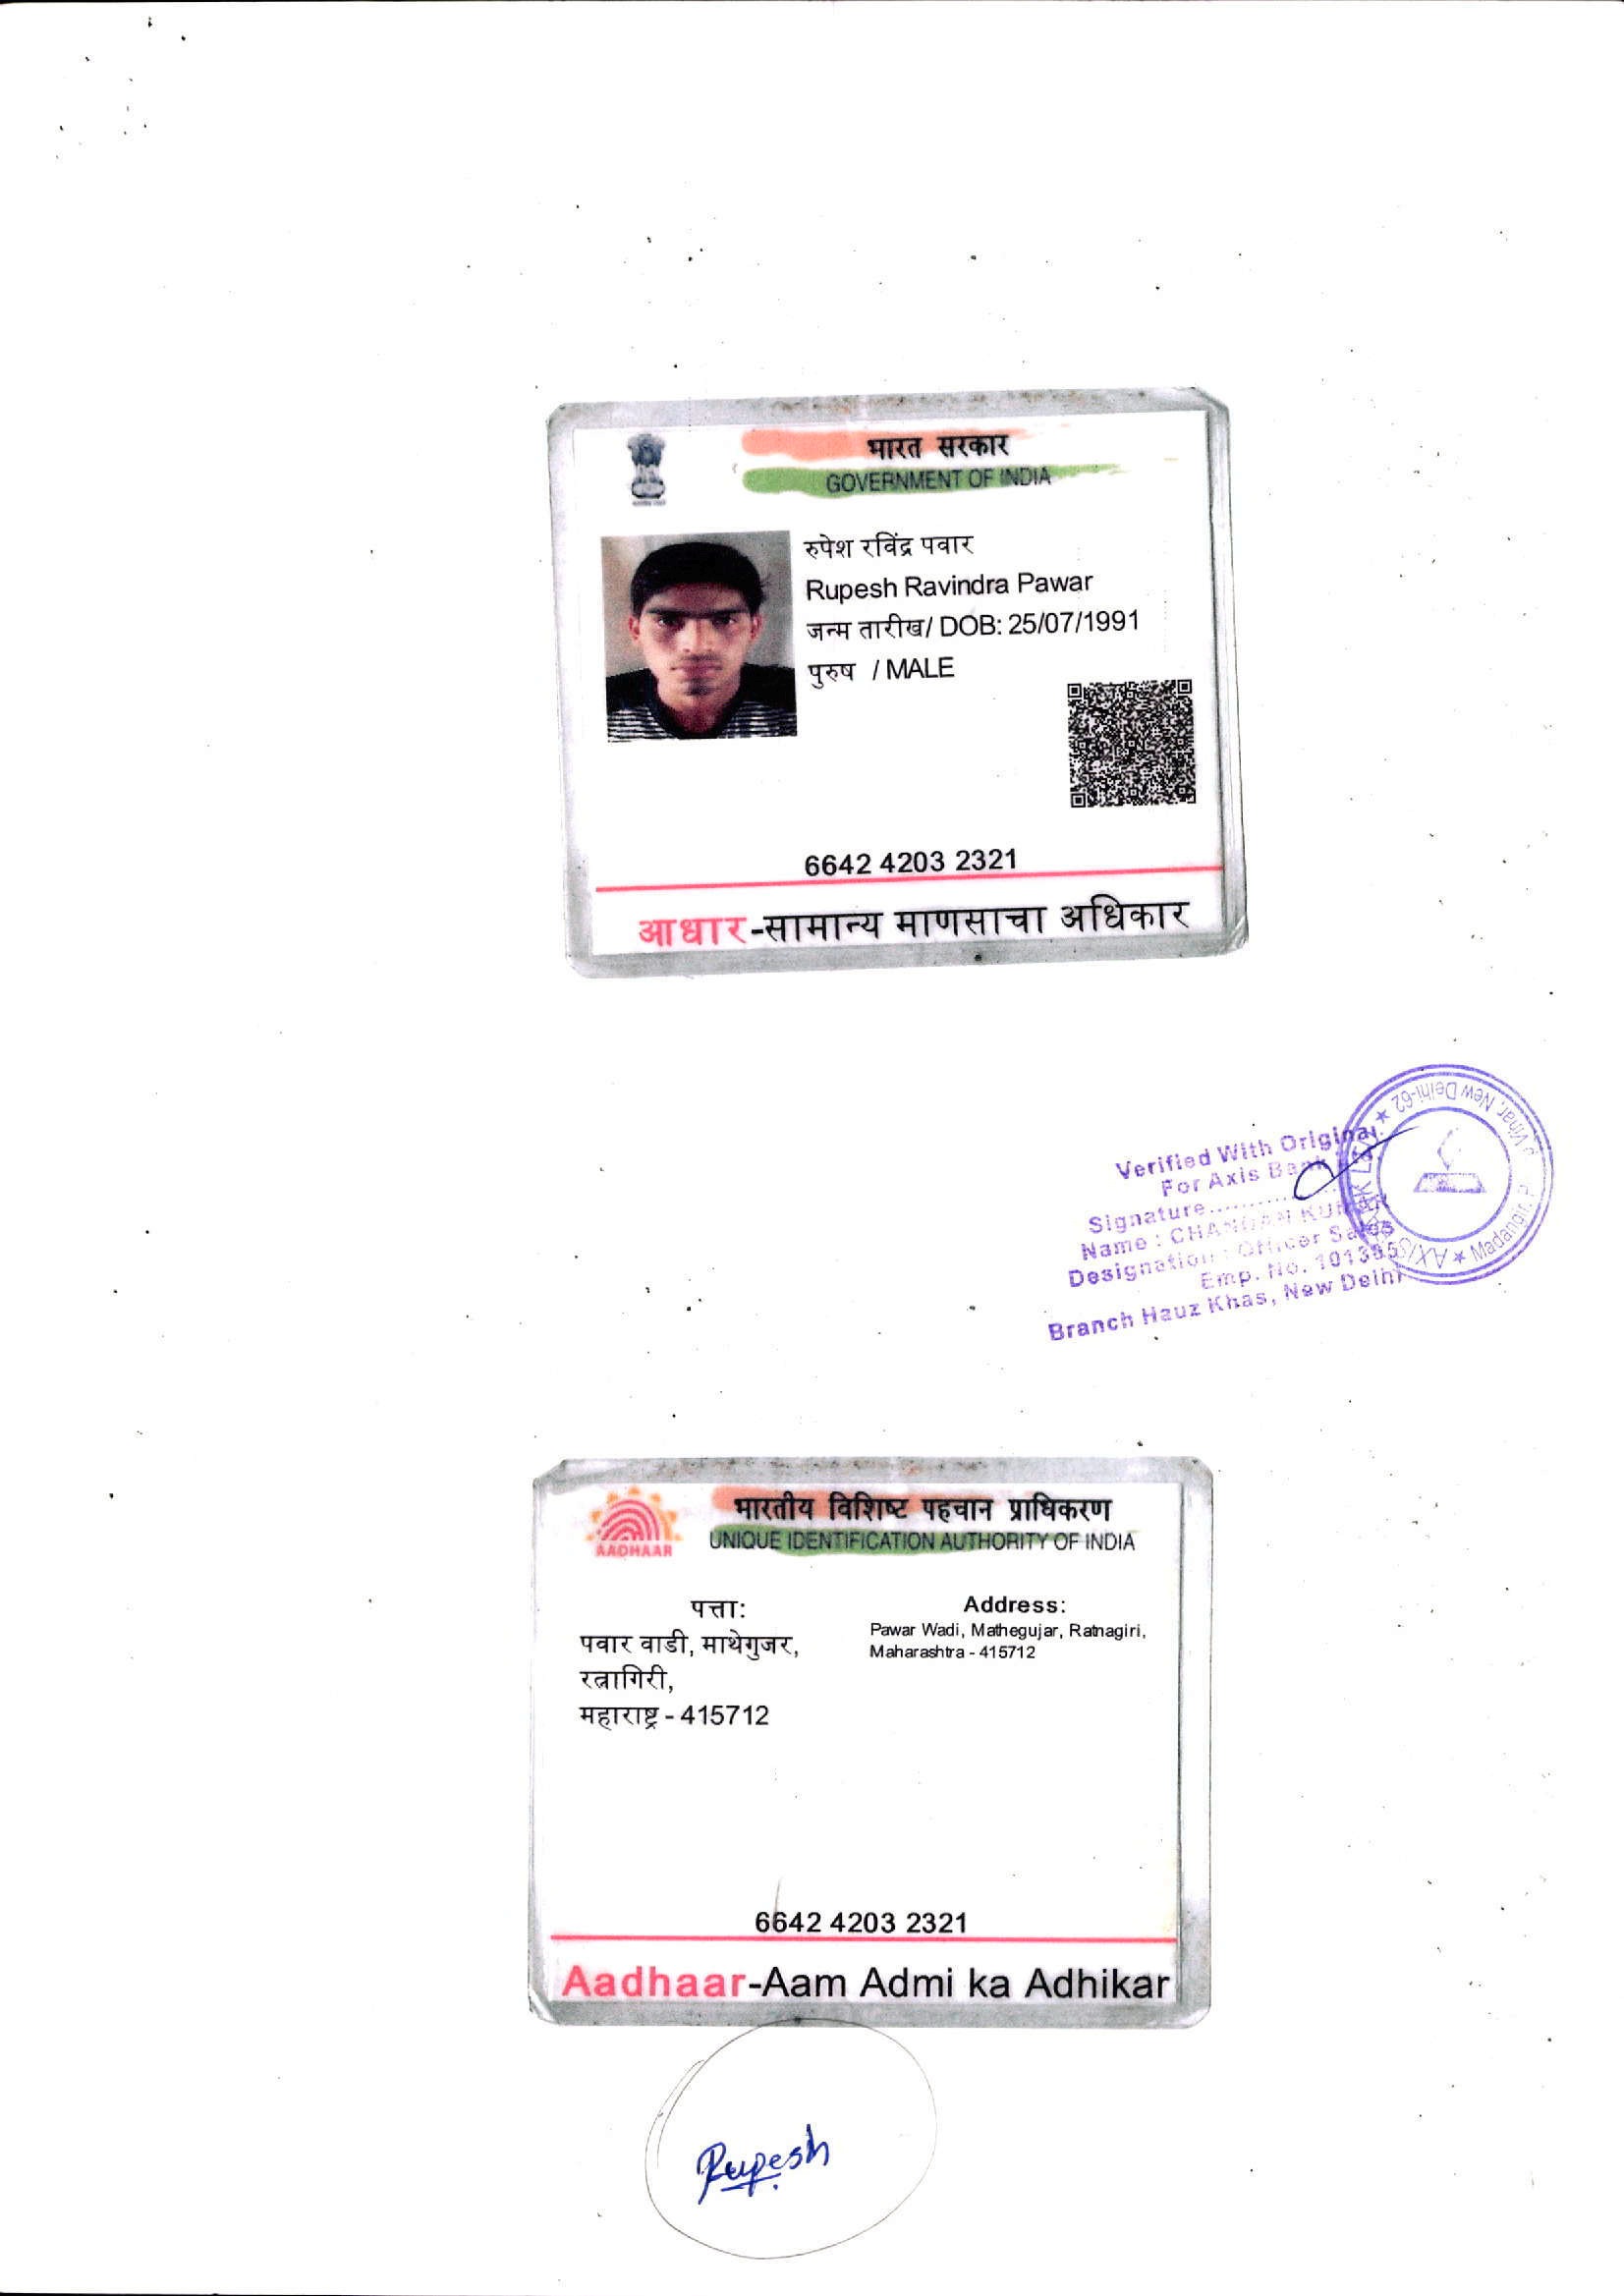 भारत सरकार
GOVERNMENT OF INDIA
रुपेश रविंद्र पवार
Rupesh Ravindra Pawar
जन्म तारीख/ DOB: 25/07/1991
पुरुष / MALE
6642 4203 2321
आधार-सामान्य माणसाचा अधिकार
Verified With Original
For Axis Bank
Signature..........
Name : CHANDAN KUMAR
Designation : Officer Sales
Emp. No. 101385
Branch Hauz Khas, New Delhi
Vihar, New Delhi-62
भारतीय विशिष्ट पहचान प्राधिकरण
UNIQUE IDENTIFICATION AUTHORITY OF INDIA
AADHAAR
पत्ता:
पवार वाडी, माथेगुजर,
रत्नागिरी,
महाराष्ट्र - 415712
Address:
Pawar Wadi, Mathegujar, Ratnagiri,
Maharashtra - 415712
6642 4203 2321
Aadhaar-Aam Admi ka Adhikar
Rupesh